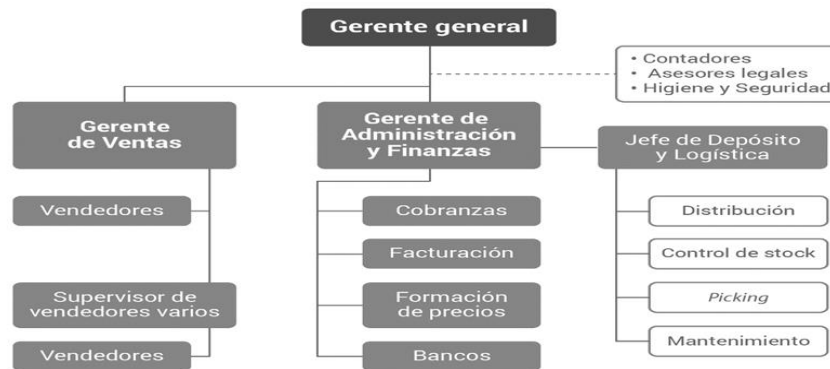 Gerente general
• Contadores
• Asesores legales
• Higiene y Seguridad
Gerente
de Ventas
Gerente de
Administración
y Finanzas
Jefe de Depósito
y Logística
Vendedores
Cobranzas
Distribución
Facturación
Control de stock
Supervisor de
vendedores varios
Formación
de precios
Picking
Vendedores
Bancos
Mantenimiento